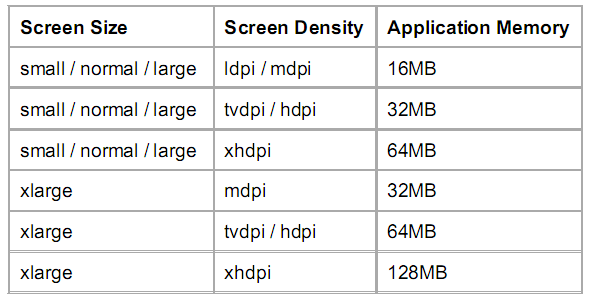 Screen Size Screen Density Application Memory
small / normal / large ldpi / mdpi 16MB
small / normal / large tvdpi / hdpi 32MB
small / normal / large xhdpi 64MB
xlarge mdpi 32MB
xlarge tvdpi / hdpi 64MB
xlarge xhdpi 128MB